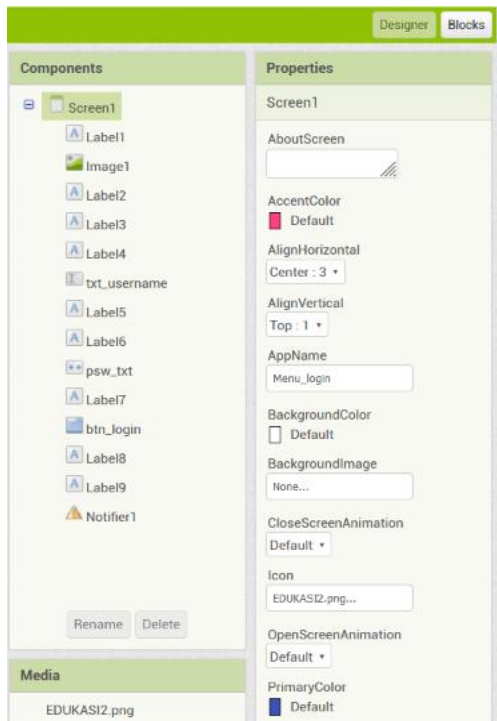 Designer Blocks
Components
Screen1
Label1
Image1
Label2
Label3
Label4
txt_username
Label5
Label6
psw_txt
Label7
btn_login
Label8
Label9
Notifier1
Rename Delete
Media
EDUKASI2.png
Properties
Screen1
AboutScreen
AccentColor
Default
AlignHorizontal
Center : 3
AlignVertical
Top : 1
AppName
Menu_login
BackgroundColor
Default
BackgroundImage
None...
CloseScreenAnimation
Default
Icon
EDUKASI2.png...
OpenScreenAnimation
Default
PrimaryColor
Default